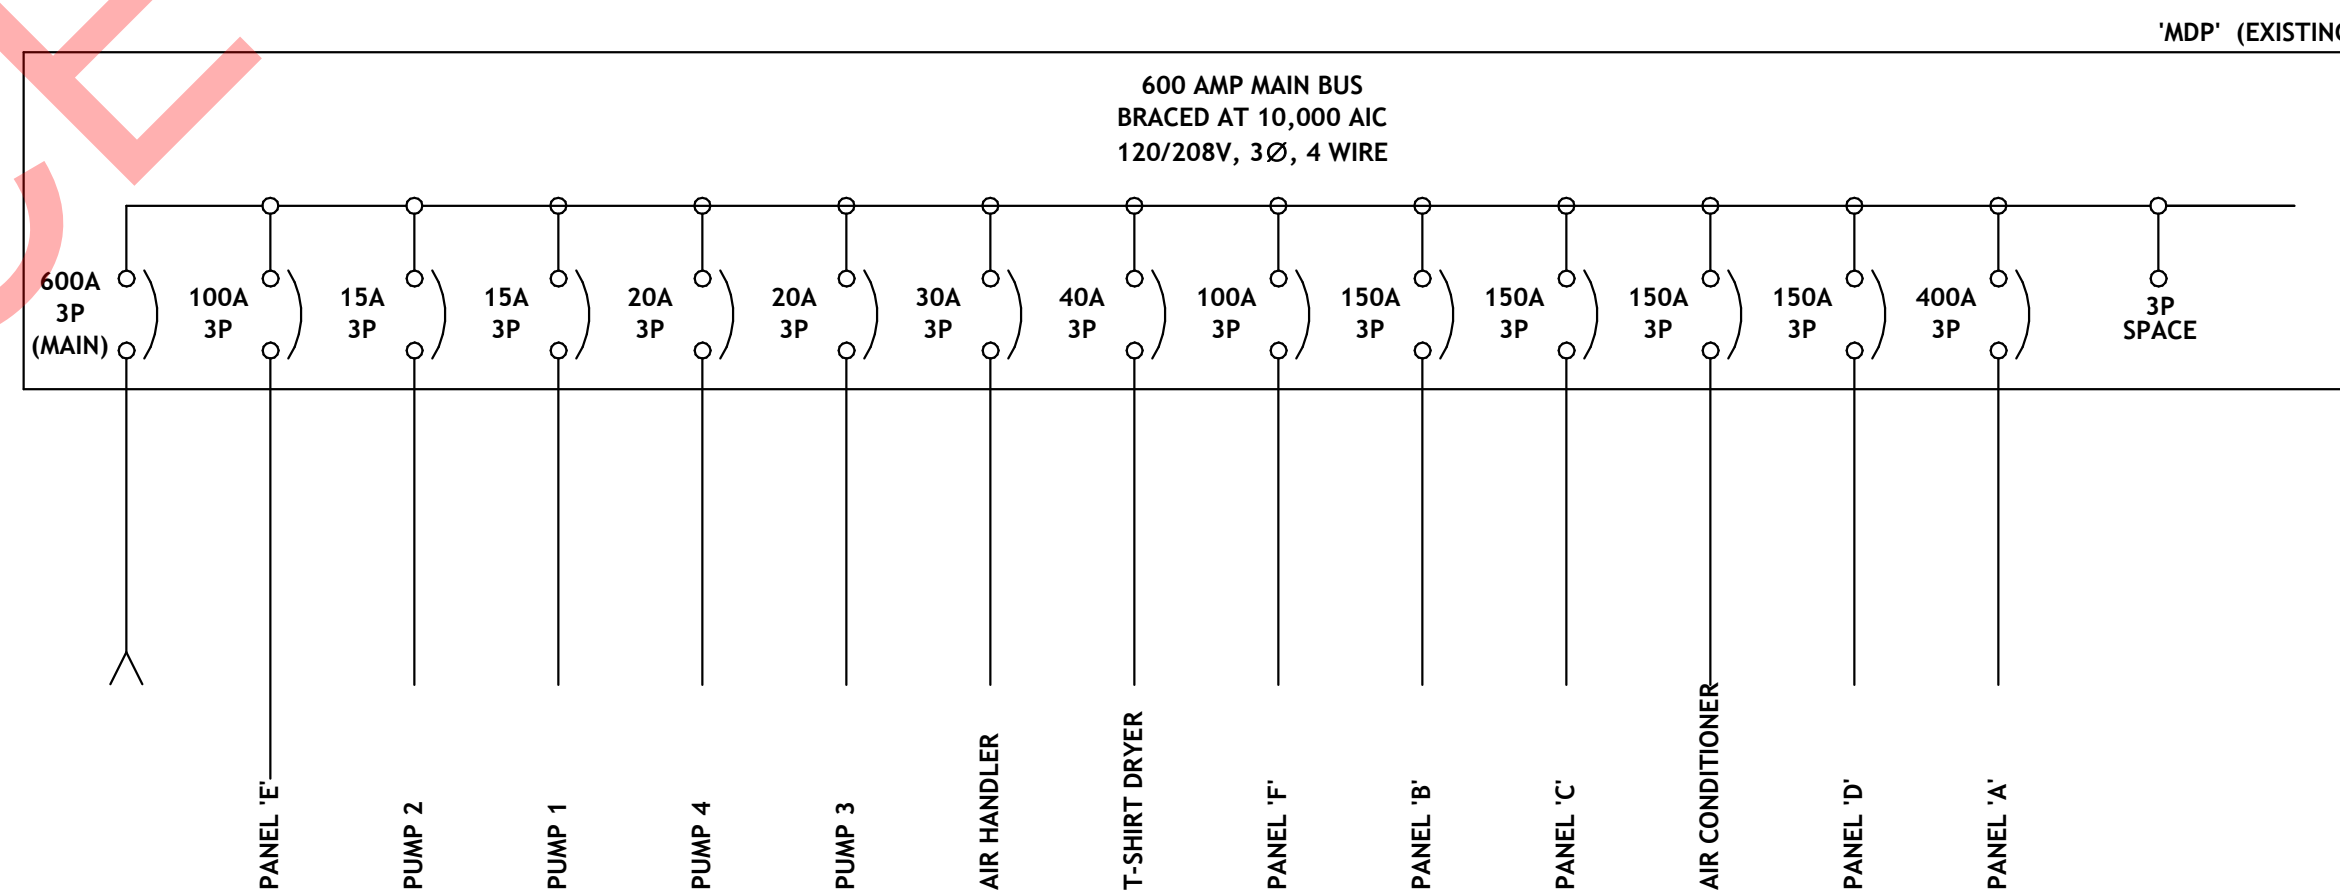 'MDP' (EXISTING
600 AMP MAIN BUS
BRACED AT 10,000 AIC
120/208V, 3Ø, 4 WIRE
600A
3P
(MAIN)
100A
3P
15A
3P
15A
3P
20A
3P
20A
3P
30A
3P
40A
3P
100A
3P
150A
3P
150A
3P
150A
3P
150A
3P
400A
3P
3P
SPACE
PANEL 'E'
PUMP 2
PUMP 1
PUMP 4
PUMP 3
AIR HANDLER
T-SHIRT DRYER
PANEL 'F'
PANEL 'B'
PANEL 'C'
AIR CONDITIONER
PANEL 'D'
PANEL 'A'